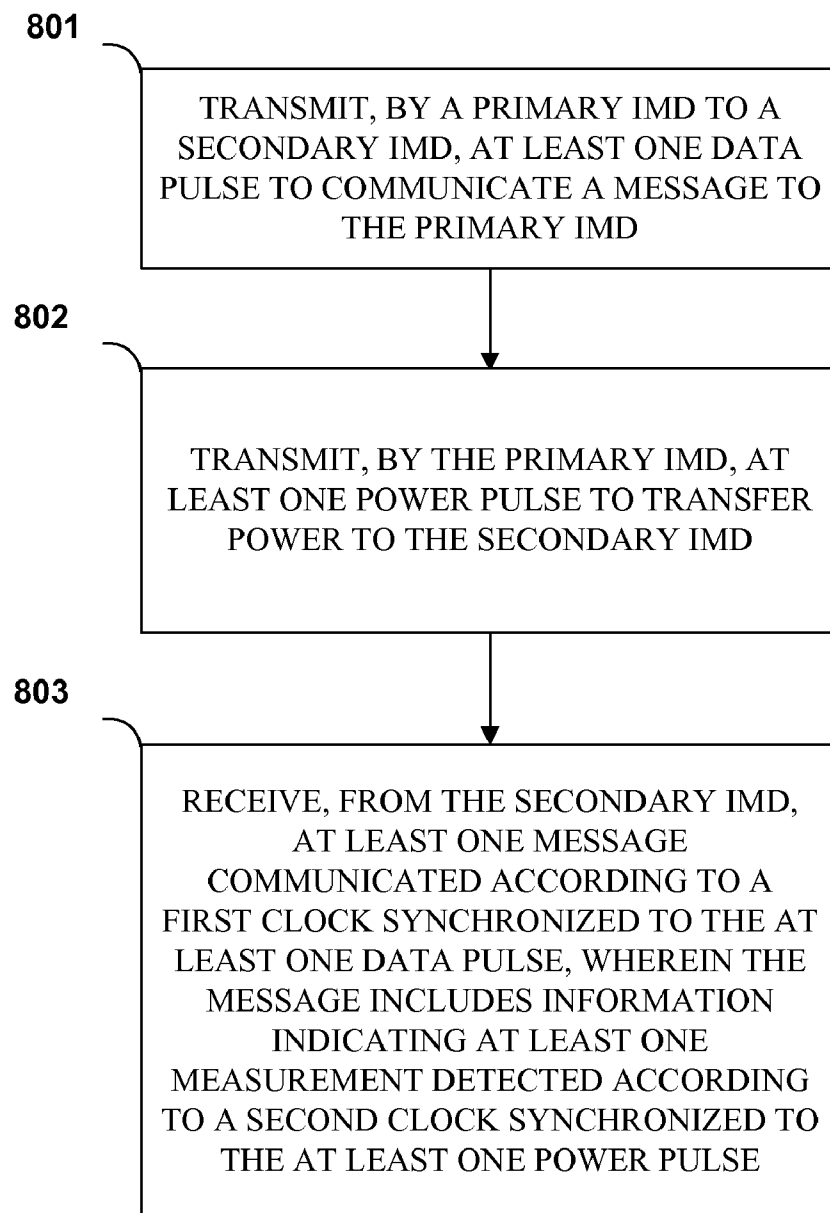 801
TRANSMIT, BY A PRIMARY IMD TO A
SECONDARY IMD, AT LEAST ONE DATA
PULSE TO COMMUNICATE A MESSAGE TO
THE PRIMARY IMD
802
TRANSMIT, BY THE PRIMARY IMD, AT
LEAST ONE POWER PULSE TO TRANSFER
POWER TO THE SECONDARY IMD
803
RECEIVE, FROM THE SECONDARY IMD,
AT LEAST ONE MESSAGE
COMMUNICATED ACCORDING TO A
FIRST CLOCK SYNCHRONIZED TO THE AT
LEAST ONE DATA PULSE, WHEREIN THE
MESSAGE INCLUDES INFORMATION
INDICATING AT LEAST ONE
MEASUREMENT DETECTED ACCORDING
TO A SECOND CLOCK SYNCHRONIZED TO
THE AT LEAST ONE POWER PULSE